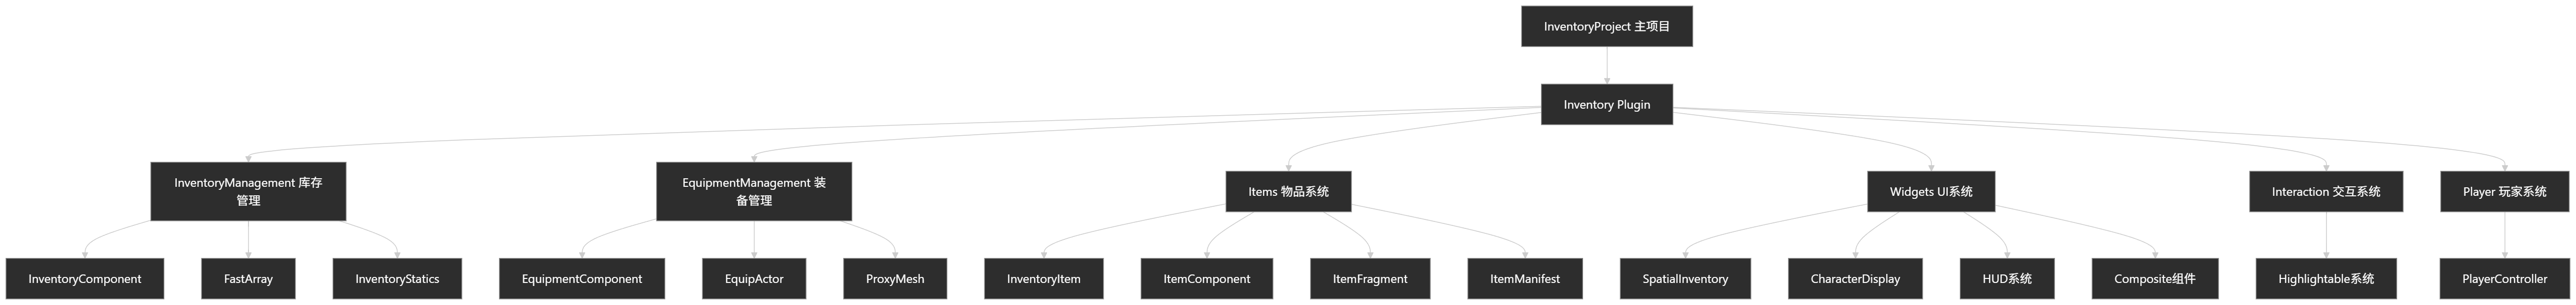 InventoryProject 主项目
Inventory Plugin
InventoryManagement 库存
管理
EquipmentManagement 装
备管理
Items 物品系统
Widgets UI系统
Interaction 交互系统
Player 玩家系统
InventoryComponent
FastArray
InventoryStatics
EquipmentComponent
EquipActor
ProxyMesh
InventoryItem
ItemComponent
ItemFragment
ItemManifest
SpatialInventory
CharacterDisplay
HUD系统
Composite组件
Highlightable系统
PlayerController